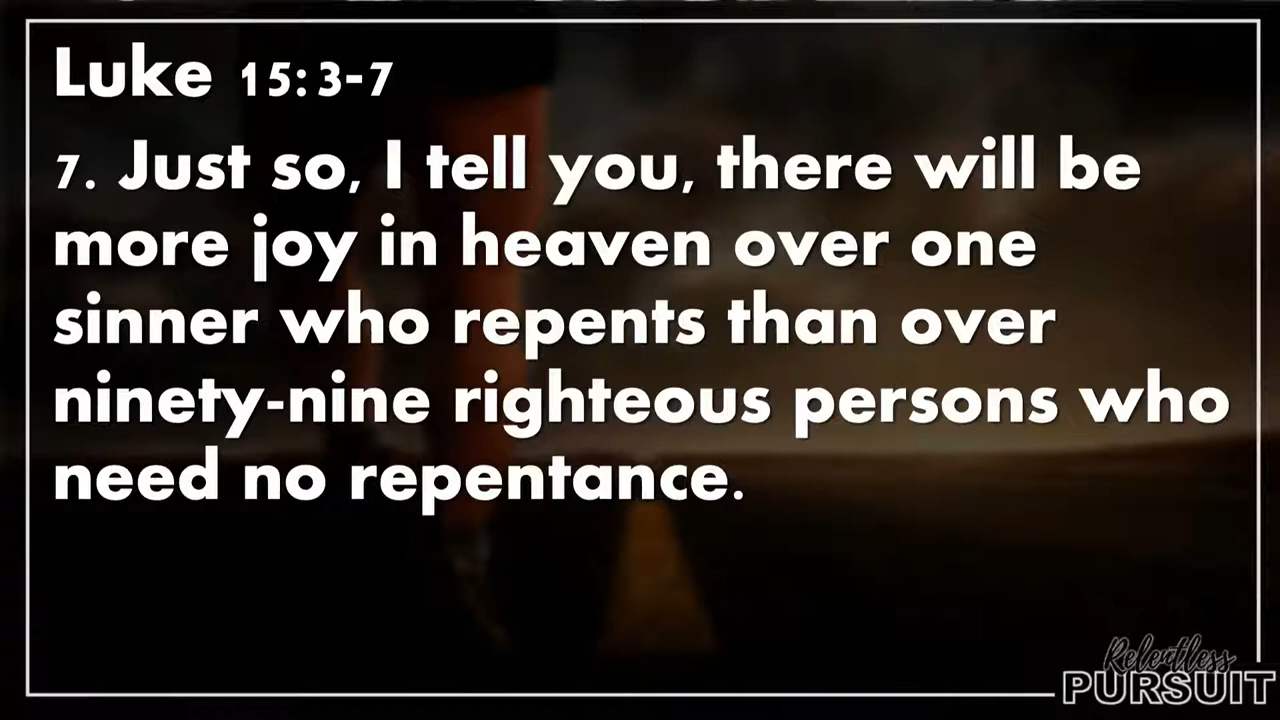 Luke 15:3-7
7. Just so, I tell you, there will be
more joy in heaven over one
sinner who repents than over
ninety-nine righteous persons who
need no repentance.
Relentless
PURSUIT